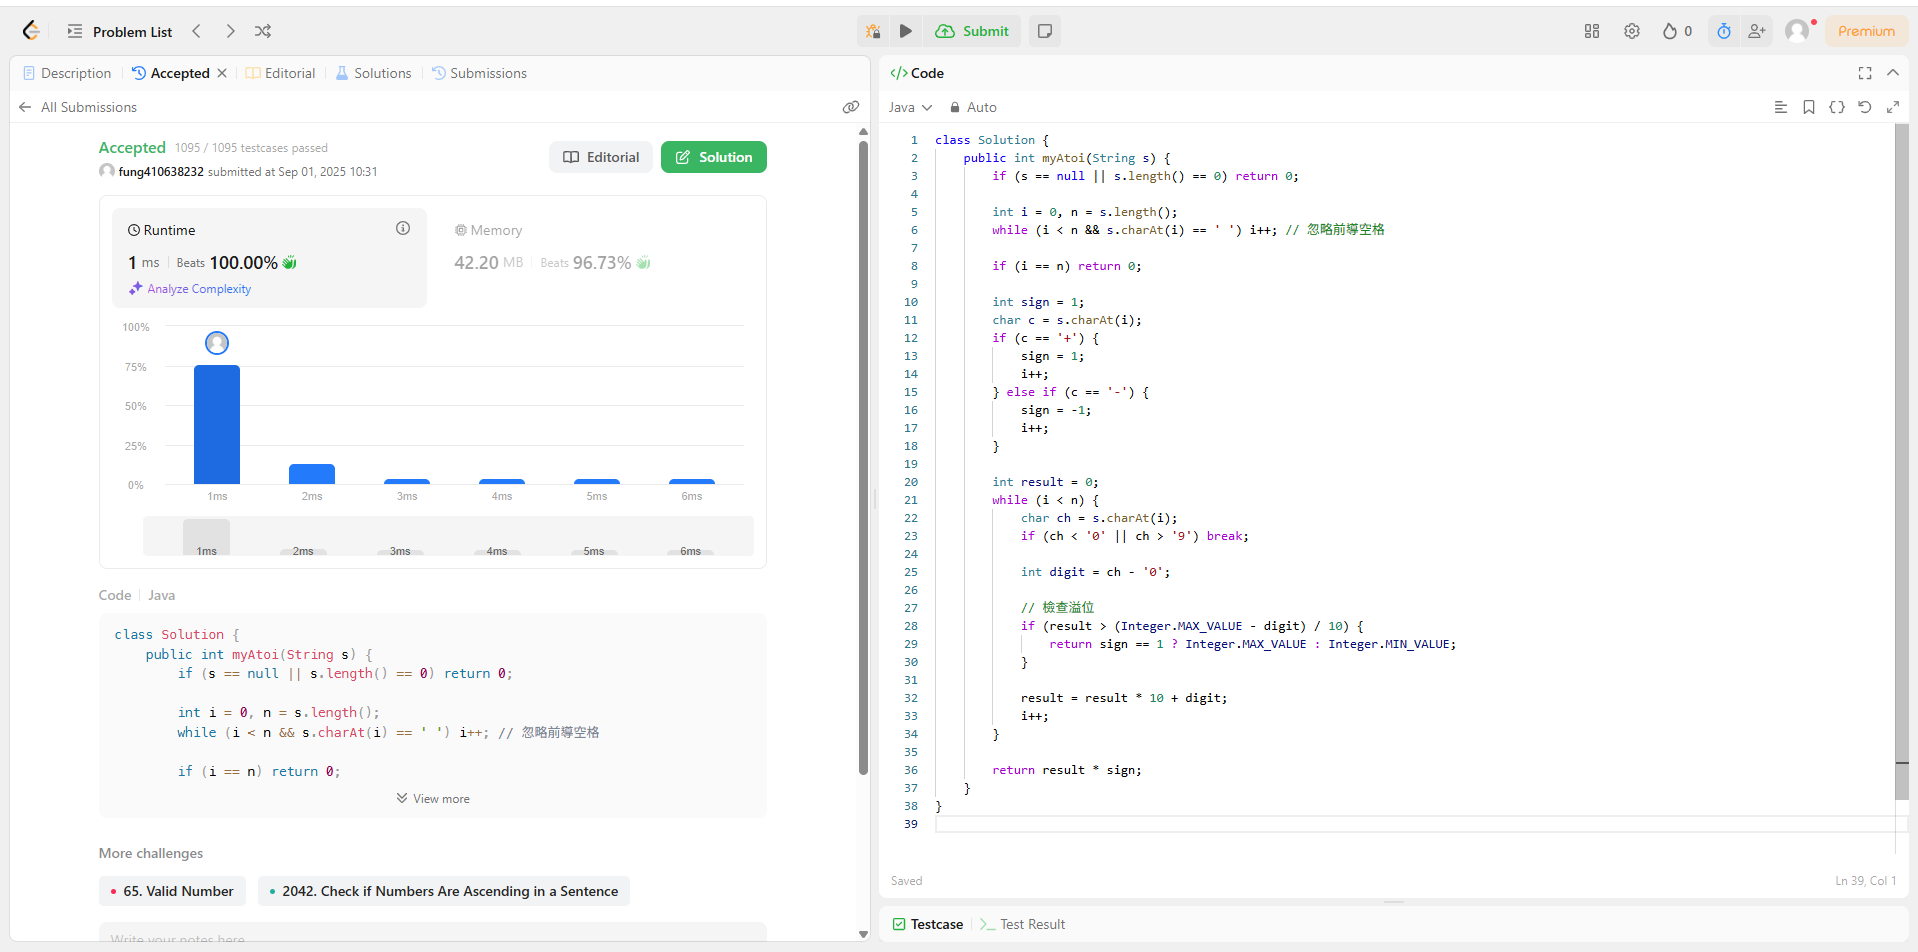 Problem List
Submit
0
Premium
Description
Accepted
Editorial
Solutions
Submissions
All Submissions
Accepted 1095 / 1095 testcases passed
fung410638232 submitted at Sep 01, 2025 10:31
Editorial
Solution
Runtime
1 ms Beats 100.00%
Analyze Complexity
Memory
42.20 MB Beats 96.73%
100%
75%
50%
25%
0%
1ms 2ms 3ms 4ms 5ms 6ms
1ms 2ms 3ms 4ms 5ms 6ms
Code Java
class Solution {
public int myAtoi(String s) {
if (s == null || s.length() == 0) return 0;
int i = 0, n = s.length();
while (i < n && s.charAt(i) == ' ') i++; // 忽略前導空格
if (i == n) return 0;
View more
More challenges
65. Valid Number
2042. Check if Numbers Are Ascending in a Sentence
Write your notes here
</> Code
Java Auto
1 class Solution {
2 public int myAtoi(String s) {
3 if (s == null || s.length() == 0) return 0;
4
5 int i = 0, n = s.length();
6 while (i < n && s.charAt(i) == ' ') i++; // 忽略前導空格
7
8 if (i == n) return 0;
9
10 int sign = 1;
11 char c = s.charAt(i);
12 if (c == '+') {
13 sign = 1;
14 i++;
15 } else if (c == '-') {
16 sign = -1;
17 i++;
18 }
19
20 int result = 0;
21 while (i < n) {
22 char ch = s.charAt(i);
23 if (ch < '0' || ch > '9') break;
24
25 int digit = ch - '0';
26
27 // 檢查溢位
28 if (result > (Integer.MAX_VALUE - digit) / 10) {
29 return sign == 1 ? Integer.MAX_VALUE : Integer.MIN_VALUE;
30 }
31
32 result = result * 10 + digit;
33 i++;
34 }
35
36 return result * sign;
37 }
38 }
39
Saved
Ln 39, Col 1
Testcase
Test Result